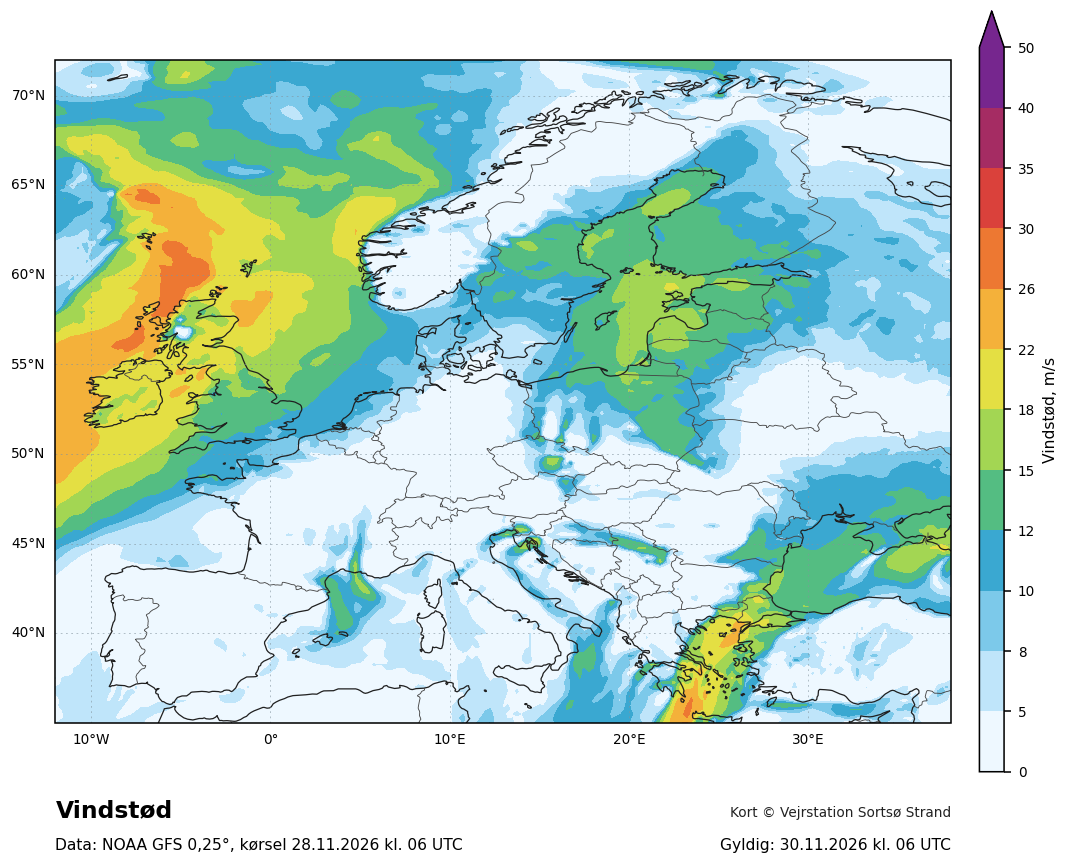 50
40
35
30
26
22
18
15
12
10
8
5
0
Vindstød, m/s
70°N
65°N
60°N
55°N
50°N
45°N
40°N
10°W
0°
10°E
20°E
30°E
Vindstød
Kort © Vejrstation Sortsø Strand
Data: NOAA GFS 0,25°, kørsel 28.11.2026 kl. 06 UTC
Gyldig: 30.11.2026 kl. 06 UTC